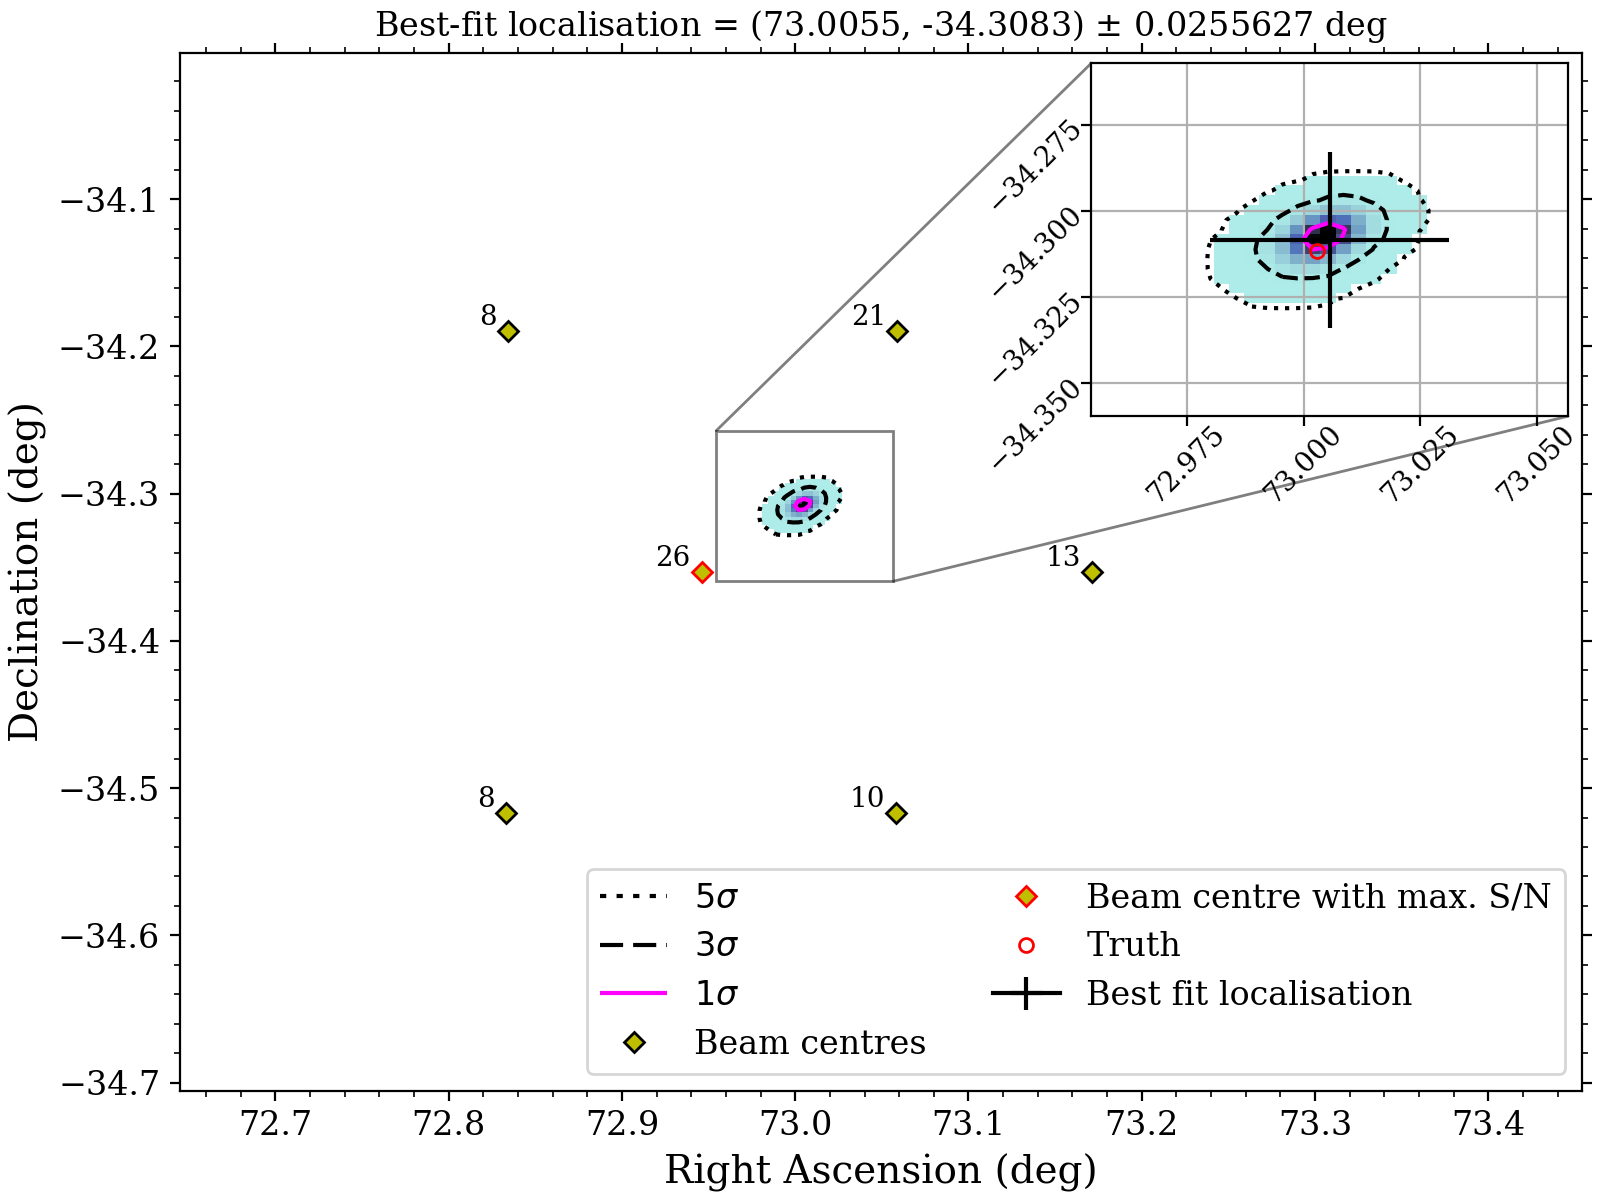 Best-fit localisation = (73.0055, -34.3083) ± 0.0255627 deg
−34.275
−34.300
−34.325
−34.350
72.975
73.000
73.025
73.050
−34.1
−34.2
−34.3
−34.4
−34.5
−34.6
−34.7
Declination (deg)
8
21
26
13
8
10
5σ
3σ
1σ
Beam centres
Beam centre with max. S/N
Truth
Best fit localisation
72.7
72.8
72.9
73.0
73.1
73.2
73.3
73.4
Right Ascension (deg)